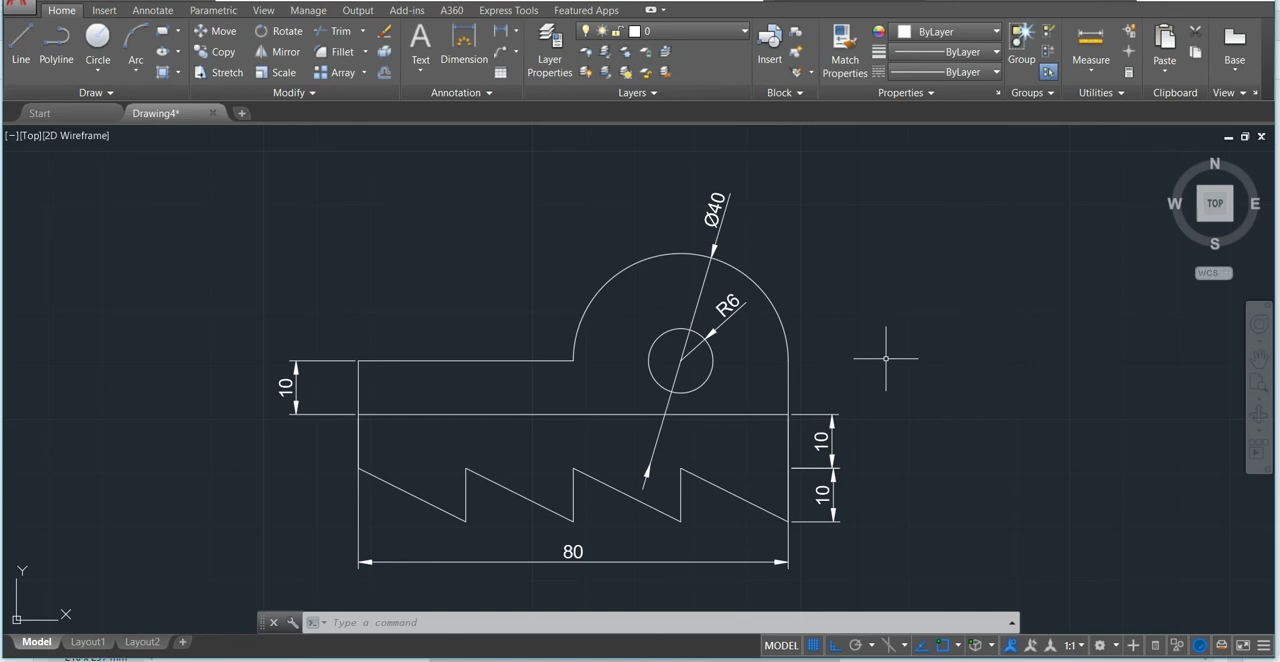 Home Insert Annotate Parametric View Manage Output Add-ins A360 Express Tools Featured Apps
Line Polyline Circle Arc
Move Rotate Trim
Copy Mirror Fillet
Stretch Scale Array
Text Dimension
Layer Properties
0
Insert
Match Properties
ByLayer
ByLayer
ByLayer
Group
Measure
Paste
Base
Draw Modify Annotation Layers Block Properties Groups Utilities Clipboard View
Start Drawing4*
[−][Top][2D Wireframe]
N
W TOP E
S
WCS
Ø40
R6
10
10
10
80
Y
X
Type a command
Model Layout1 Layout2
MODEL 1:1